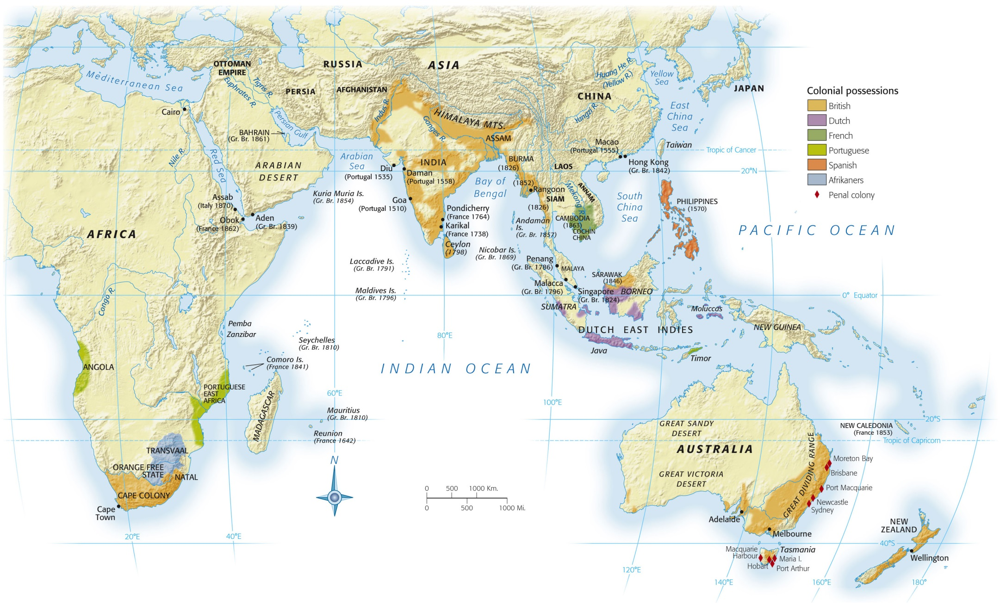 Colonial possessions
British
Dutch
French
Portuguese
Spanish
Afrikaners
Penal colony
OTTOMAN
EMPIRE
RUSSIA
ASIA
Mediterranean Sea
Euphrates R.
Tigris R.
PERSIA
AFGHANISTAN
Huang He R.
(Yellow R.)
Yellow
Sea
JAPAN
CHINA
Yangzi R.
East
China
Sea
Cairo
Persian Gulf
BAHRAIN
(Gr. Br. 1861)
Indus R.
HIMALAYA MTS.
Ganges R.
ASSAM
Macao
(Portugal 1555)
Taiwan
Tropic of Cancer
Nile R.
Red Sea
ARABIAN
DESERT
Arabian
Sea
INDIA
BURMA
(1826)
LAOS
Hong Kong
(Gr. Br. 1842)
20°N
Diu
(Portugal 1535)
Daman
(Portugal 1558)
Bay of
Bengal
(1852)
Rangoon
SIAM
(1826)
Mekong R.
ANNAM
South
China
Sea
PHILIPPINES
(1570)
Kuria Muria Is.
(Gr. Br. 1854)
Goa
(Portugal 1510)
Assab
(Italy 1870)
Obok
(France 1862)
Aden
(Gr. Br. 1839)
Pondicherry
(France 1764)
Karikal
(France 1738)
Ceylon
(1798)
Andaman
Is.
(Gr. Br. 1857)
CAMBODIA
(1863)
COCHIN
CHINA
AFRICA
PACIFIC OCEAN
Nicobar Is.
(Gr. Br. 1869)
Laccadive Is.
(Gr. Br. 1791)
Penang
(Gr. Br. 1786)
MALAYA
SARAWAK
(1846)
Maldives Is.
(Gr. Br. 1796)
Malacca
(Gr. Br. 1796)
Singapore
(Gr. Br. 1824)
BORNEO
0° Equator
Congo R.
SUMATRA
Moluccas
Pemba
Zanzibar
NEW GUINEA
DUTCH EAST INDIES
80°E
Seychelles
(Gr. Br. 1810)
Java
Timor
Comoro Is.
(France 1841)
ANGOLA
INDIAN OCEAN
PORTUGUESE
EAST
AFRICA
60°E
100°E
MADAGASCAR
Mauritius
(Gr. Br. 1810)
Reunion
(France 1642)
GREAT SANDY
DESERT
NEW CALEDONIA
(France 1853)
20°S
Tropic of Capricorn
AUSTRALIA
GREAT DIVIDING RANGE
TRANSVAAL
N
Moreton Bay
Brisbane
ORANGE FREE
STATE
NATAL
GREAT VICTORIA
DESERT
Port Macquarie
0 500 1000 Km.
0 500 1000 Mi.
CAPE COLONY
Newcastle
Sydney
Cape
Town
Adelaide
Melbourne
NEW
ZEALAND
20°E
40°E
40°S
Macquarie
Harbour
Tasmania
Maria I.
Hobart
Port Arthur
Wellington
120°E
140°E
160°E
180°